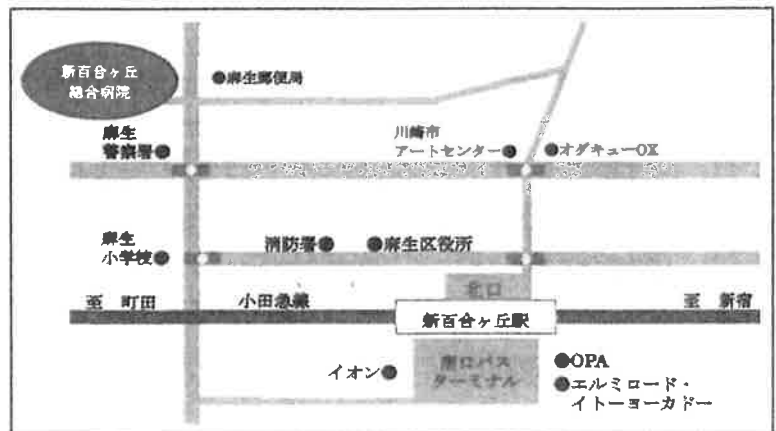 新百合ヶ丘
総合病院
●麻生郵便局
麻生
警察署●
川崎市
アートセンター●
●オダキューOX
麻生
小学校●
消防署●
●麻生区役所
北口
至 町田
小田急線
新百合ヶ丘駅
至 新宿
イオン●
南口バス
ターミナル
●OPA
●エルミロード・
イトーヨーカドー